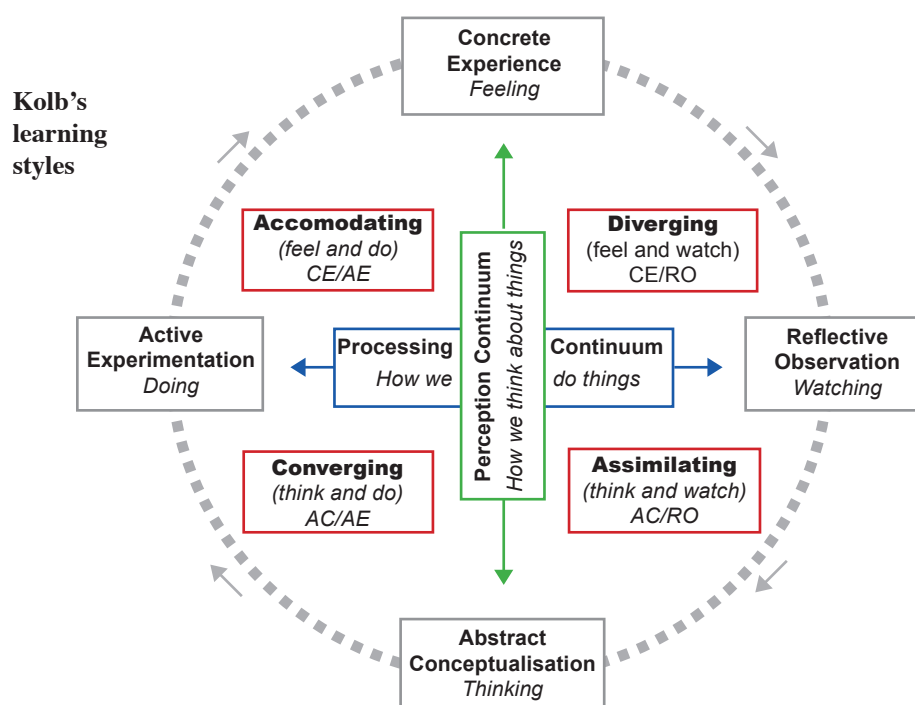 Kolb's
learning
styles
Concrete
Experience
Feeling
Accomodating
(feel and do)
CE/AE
Diverging
(feel and watch)
CE/RO
Active
Experimentation
Doing
Processing
How we
Perception Continuum
How we think about things
Continuum
do things
Reflective
Observation
Watching
Converging
(think and do)
AC/AE
Assimilating
(think and watch)
AC/RO
Abstract
Conceptualisation
Thinking